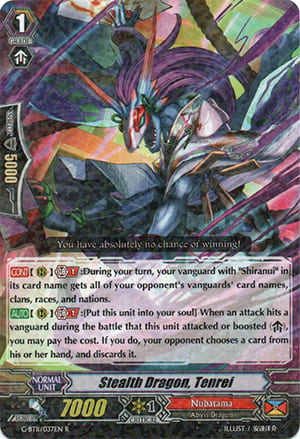 1
GRADE
5000
You have absolutely no chance of winning!
CONT :During your turn, your vanguard with "Shiranui" in
its card name gets all of your opponent's vanguards' card names,
clans, races, and nations.
AUTO :[Put this unit into your soul] When an attack hits a
vanguard during the battle that this unit attacked or boosted,
you may pay the cost. If you do, your opponent chooses a card from
his or her hand, and discards it.
NORMAL
UNIT
Stealth Dragon, Tenrei
7000
1
CRITICAL
Nubatama
Abyss Dragon
POWER
G-BT11/037EN R
ILLUST /